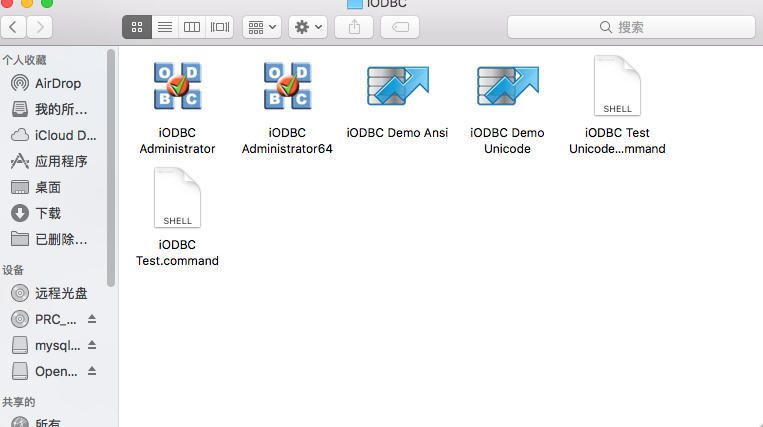 iODBC
搜索
个人收藏
AirDrop
我的所...
iCloud D...
应用程序
桌面
下载
已删除...
设备
远程光盘
PRC_...
mysql...
Open...
共享的
所有
O D
B C
iODBC
Administrator
O D
B C
iODBC
Administrator64
iODBC Demo Ansi
iODBC Demo
Unicode
SHELL
iODBC Test
Unicode...mmand
SHELL
iODBC
Test.command